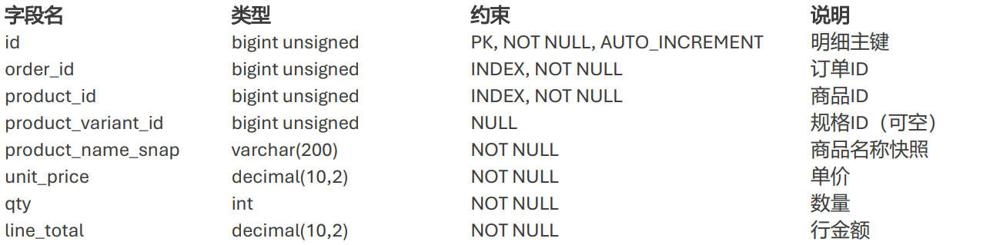 字段名 类型 约束 说明
id bigint unsigned PK, NOT NULL, AUTO_INCREMENT 明细主键
order_id bigint unsigned INDEX, NOT NULL 订单ID
product_id bigint unsigned INDEX, NOT NULL 商品ID
product_variant_id bigint unsigned NULL 规格ID（可空）
product_name_snap varchar(200) NOT NULL 商品名称快照
unit_price decimal(10,2) NOT NULL 单价
qty int NOT NULL 数量
line_total decimal(10,2) NOT NULL 行金额